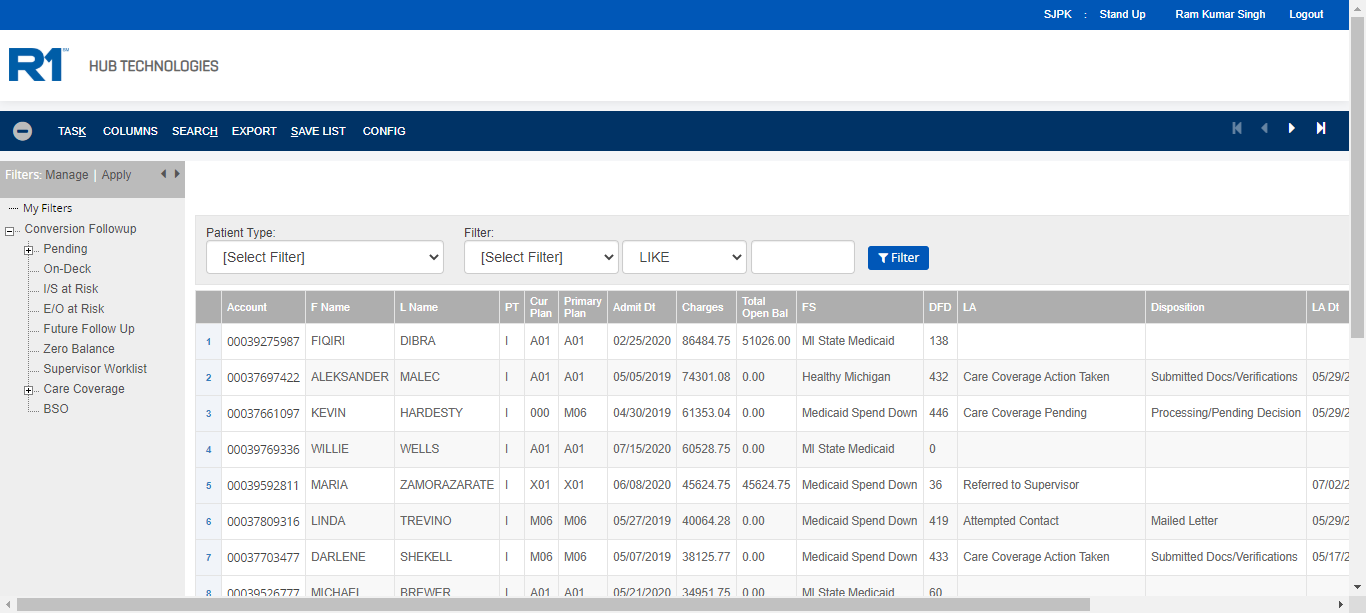 SJPK : Stand Up Ram Kumar Singh Logout
R1 HUB TECHNOLOGIES
TASK COLUMNS SEARCH EXPORT SAVE LIST CONFIG
Filters: Manage | Apply
My Filters
Conversion Followup
Pending
On-Deck
I/S at Risk
E/O at Risk
Future Follow Up
Zero Balance
Supervisor Worklist
Care Coverage
BSO
Patient Type: Filter:
[Select Filter] [Select Filter] LIKE Filter
Account F Name L Name PT Cur Plan Primary Plan Admit Dt Charges Total Open Bal FS DFD LA Disposition LA Dt
1 00039275987 FIQIRI DIBRA I A01 A01 02/25/2020 86484.75 51026.00 MI State Medicaid 138
2 00037697422 ALEKSANDER MALEC I A01 A01 05/05/2019 74301.08 0.00 Healthy Michigan 432 Care Coverage Action Taken Submitted Docs/Verifications 05/29/2
3 00037661097 KEVIN HARDESTY I 000 M06 04/30/2019 61353.04 0.00 Medicaid Spend Down 446 Care Coverage Pending Processing/Pending Decision 05/29/2
4 00039769336 WILLIE WELLS I A01 A01 07/15/2020 60528.75 0.00 MI State Medicaid 0
5 00039592811 MARIA ZAMORAZARATE I X01 X01 06/08/2020 45624.75 45624.75 Medicaid Spend Down 36 Referred to Supervisor 07/02/2
6 00037809316 LINDA TREVINO I M06 M06 05/27/2019 40064.28 0.00 Medicaid Spend Down 419 Attempted Contact Mailed Letter 05/29/2
7 00037703477 DARLENE SHEKELL I M06 M06 05/07/2019 38125.77 0.00 Medicaid Spend Down 433 Care Coverage Action Taken Submitted Docs/Verifications 05/17/2
8 00039526777 MICHAEL BREWER I A01 A01 05/21/2020 34951.75 0.00 MI State Medicaid 60